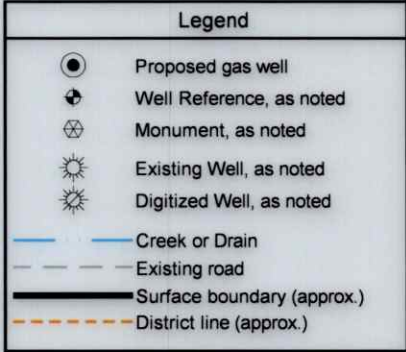 Legend
Proposed gas well
Well Reference, as noted
Monument, as noted
Existing Well, as noted
Digitized Well, as noted
Creek or Drain
Existing road
Surface boundary (approx.)
District line (approx.)